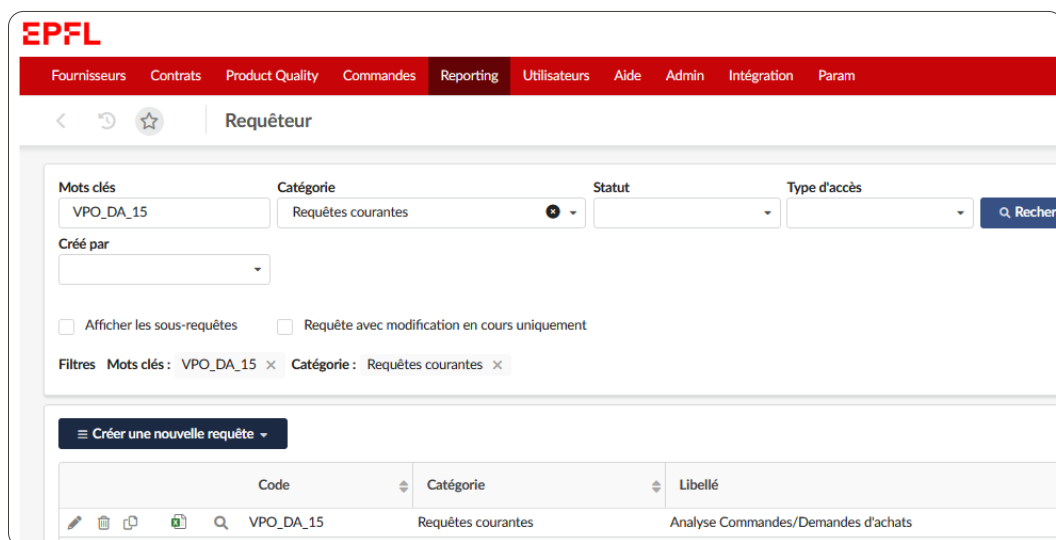 EPFL
Fournisseurs Contrats Product Quality Commandes Reporting Utilisateurs Aide Admin Intégration Param
Requêteur
Mots clés Catégorie Statut Type d'accès
VPO_DA_15 Requêtes courantes Recher
Créé par
Afficher les sous-requêtes Requête avec modification en cours uniquement
Filtres Mots clés : VPO_DA_15 Catégorie : Requêtes courantes
Créer une nouvelle requête
Code Catégorie Libellé
VPO_DA_15 Requêtes courantes Analyse Commandes/Demandes d'achats